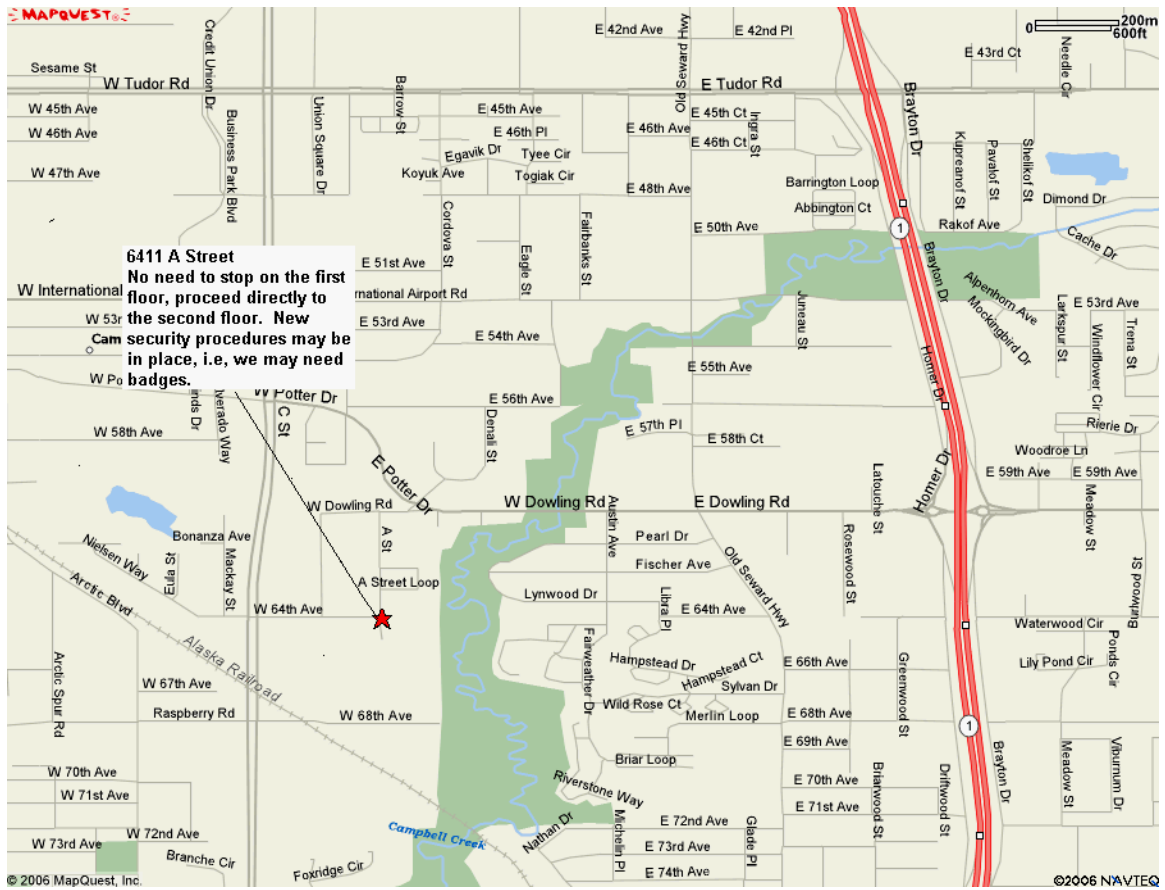 MAPQUEST
0 200m
600ft
E 42nd Ave
E 42nd Pl
Old Seward Hwy
E 43rd Ct
Needle Cir
Credit Union Dr
Sesame St
W Tudor Rd
E Tudor Rd
Brayton Dr
W 45th Ave
Business Park Blvd
Union Square Dr
Barrow St
E 45th Ave
E 45th Ct
Ingra St
W 46th Ave
E 46th Pl
E 46th Ave
E 46th Ct
Kupreanof St
Pavalof St
Shelikof St
Egavik Dr
Tyee Cir
W 47th Ave
Koyuk Ave
Togiak Cir
E 48th Ave
Barrington Loop
Abbington Ct
Dimond Dr
Cordova St
Fairbanks St
E 50th Ave
Rakof Ave
1
Cache Dr
Eagle St
Brayton Dr
6411 A Street
No need to stop on the first
floor, proceed directly to
the second floor. New
security procedures may be
in place, i.e, we may need
badges.
E 51st Ave
W International
rnational Airport Rd
Juneau St
Alpenhorn Ave
Mockingbird Dr
Larkspur St
E 53rd Ave
Windflower Cir
Trena St
W 53r
E 53rd Ave
E 54th Ave
Cam
E 55th Ave
Homer Dr
W Po
W Potter Dr
E 56th Ave
nds Dr
lverado Way
C St
Denali St
E 57th Pl
E 58th Ct
W 58th Ave
Rierie Dr
Woodroe Ln
E 59th Ave
E 59th Ave
E Potter Dr
Latouche St
Homer Dr
Meadow St
W Dowling Rd
W Dowling Rd
E Dowling Rd
Austin Ave
A St
Bonanza Ave
Nielsen Way
Eula St
Mackay St
Pearl Dr
Fischer Ave
Old Seward Hwy
Rosewood St
Burlwood St
Arctic Blvd
A Street Loop
W 64th Ave
Lynwood Dr
Libra Pl
E 64th Ave
Waterwood Cir
Ponds Cir
Fairweather Dr
Alaska Railroad
Arctic Spur Rd
Hampstead Dr
Hampstead Ct
E 66th Ave
Greenwood St
Lily Pond Cir
W 67th Ave
Sylvan Dr
Wild Rose Ct
Raspberry Rd
W 68th Ave
Merlin Loop
E 68th Ave
1
E 69th Ave
Brayton Dr
Meadow St
Viburnum Dr
Briar Loop
W 70th Ave
E 70th Ave
Briarwood St
Driftwood St
W 71st Ave
Riverstone Way
E 71st Ave
W 72nd Ave
Campbell Creek
Nathan Dr
Michelin Pl
E 72nd Ave
Glade Pl
W 73rd Ave
E 73rd Ave
Branche Cir
Foxridge Cir
E 74th Ave
© 2006 MapQuest, Inc.
©2006 NAVTEQ